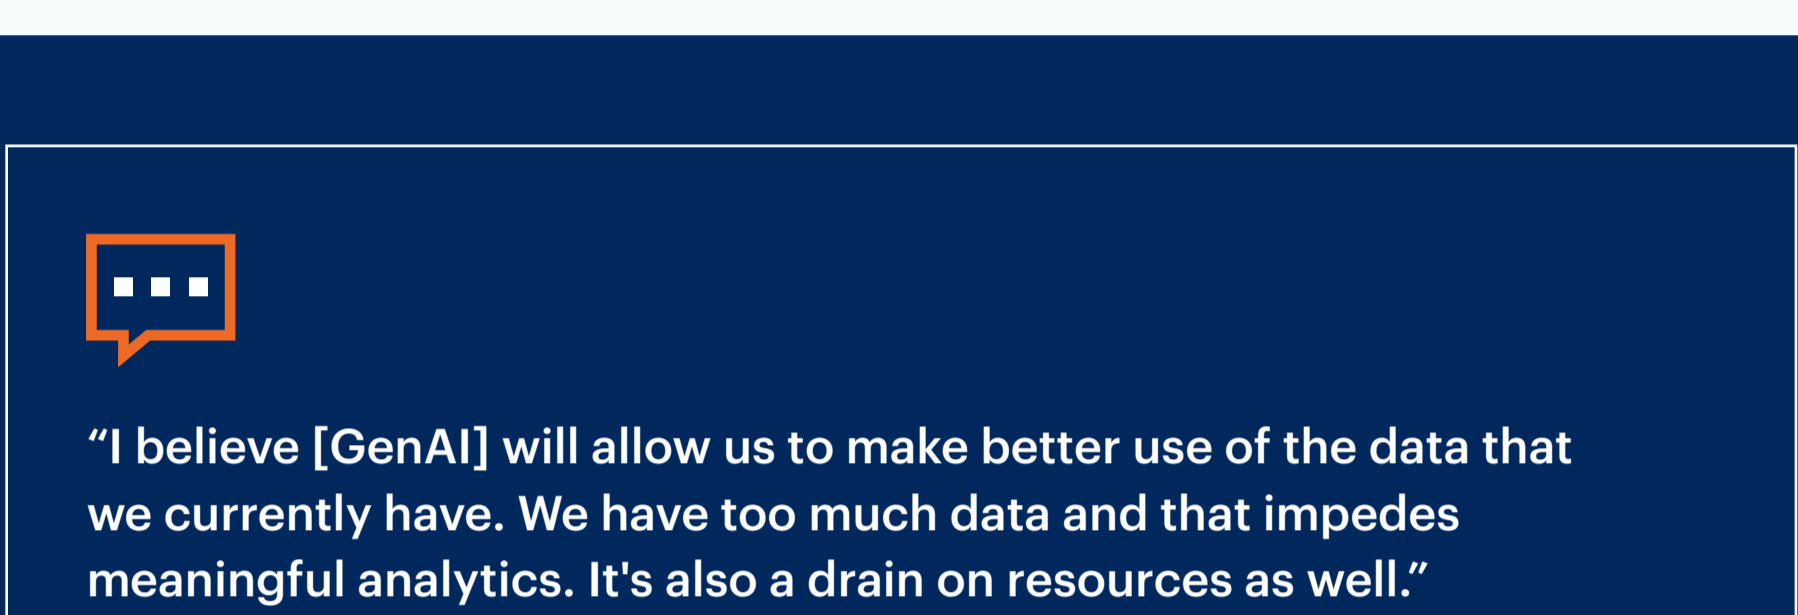 “I believe [GenAI] will allow us to make better use of the data that
we currently have. We have too much data and that impedes
meaningful analytics. It's also a drain on resources as well.”